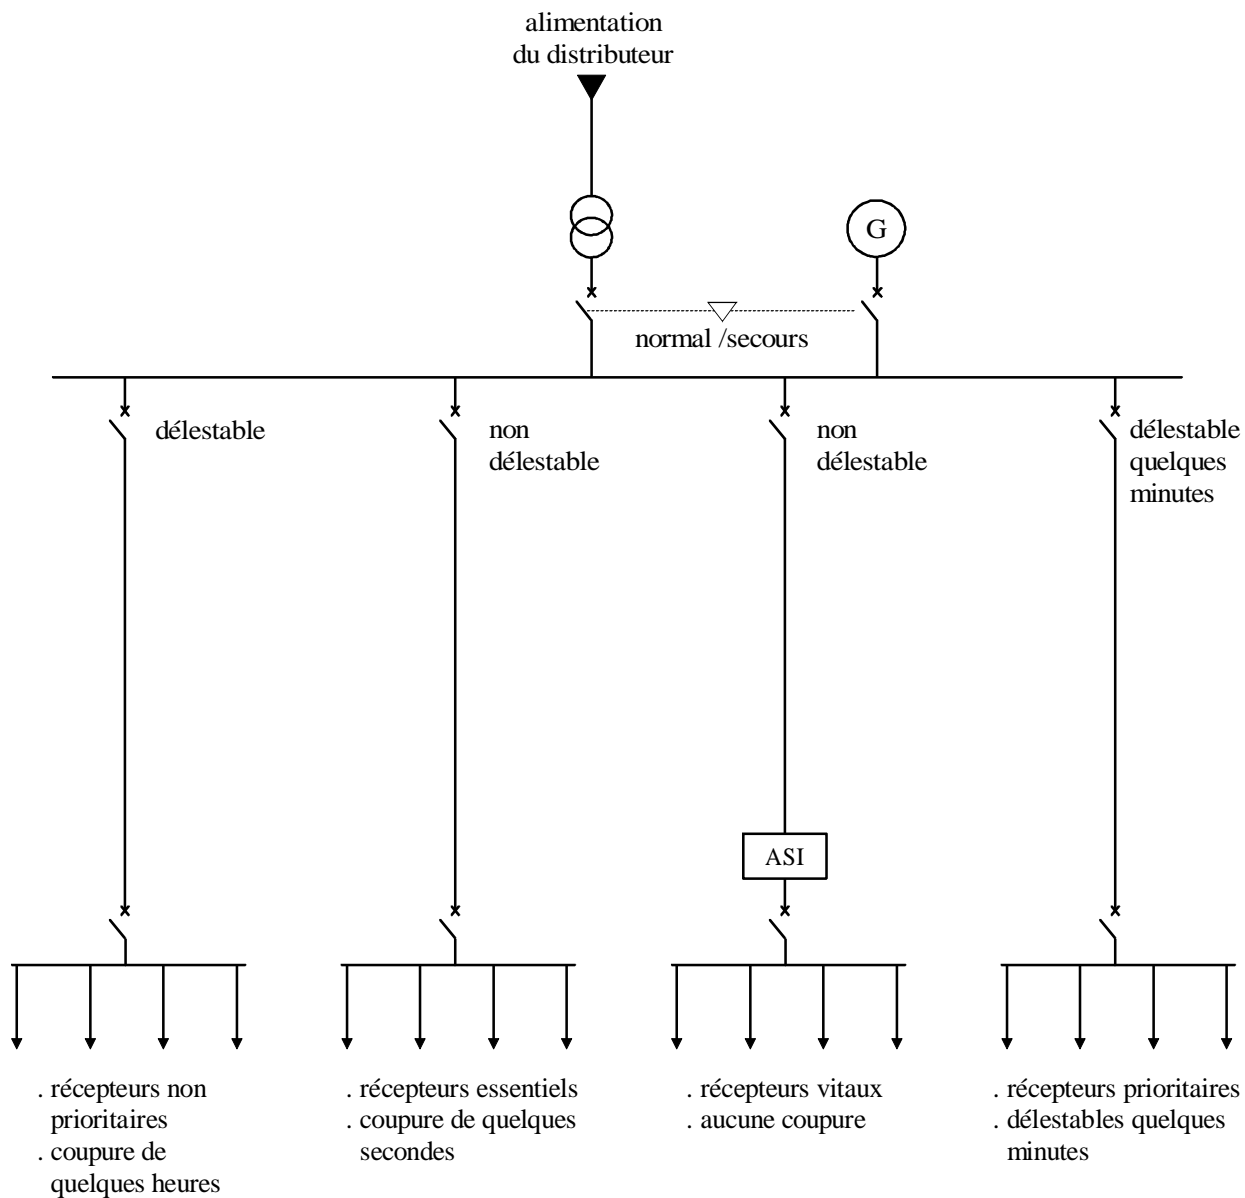 alimentation
du distributeur
G
normal /secours
délestable
non
délestable
non
délestable
délestable
quelques
minutes
ASI
. récepteurs non
prioritaires
. coupure de
quelques heures
. récepteurs essentiels
. coupure de quelques
secondes
. récepteurs vitaux
. aucune coupure
. récepteurs prioritaires
. délestables quelques
minutes